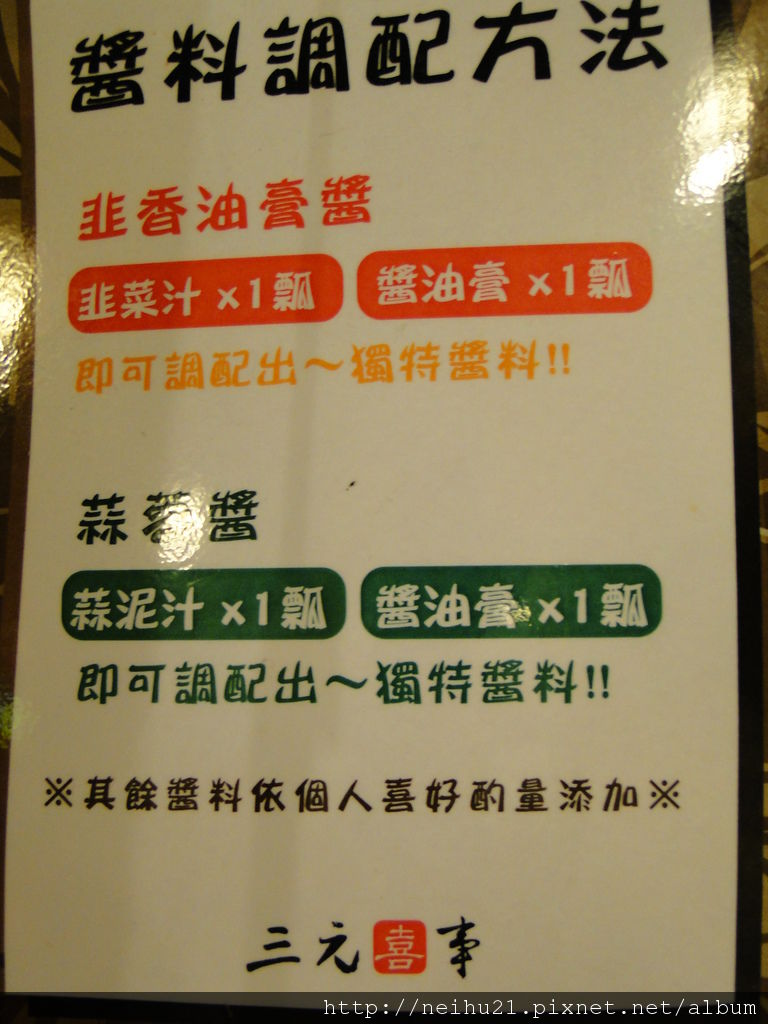 醬料調配方法
韭香油膏醬
韭菜汁 x1瓢 醬油膏 x1瓢
即可調配出～獨特醬料!!
蒜蓉醬
蒜泥汁 x1瓢 醬油膏 x1瓢
即可調配出～獨特醬料!!
※其餘醬料依個人喜好酌量添加※
三元喜事
http://neihu21.pixnet.net/album